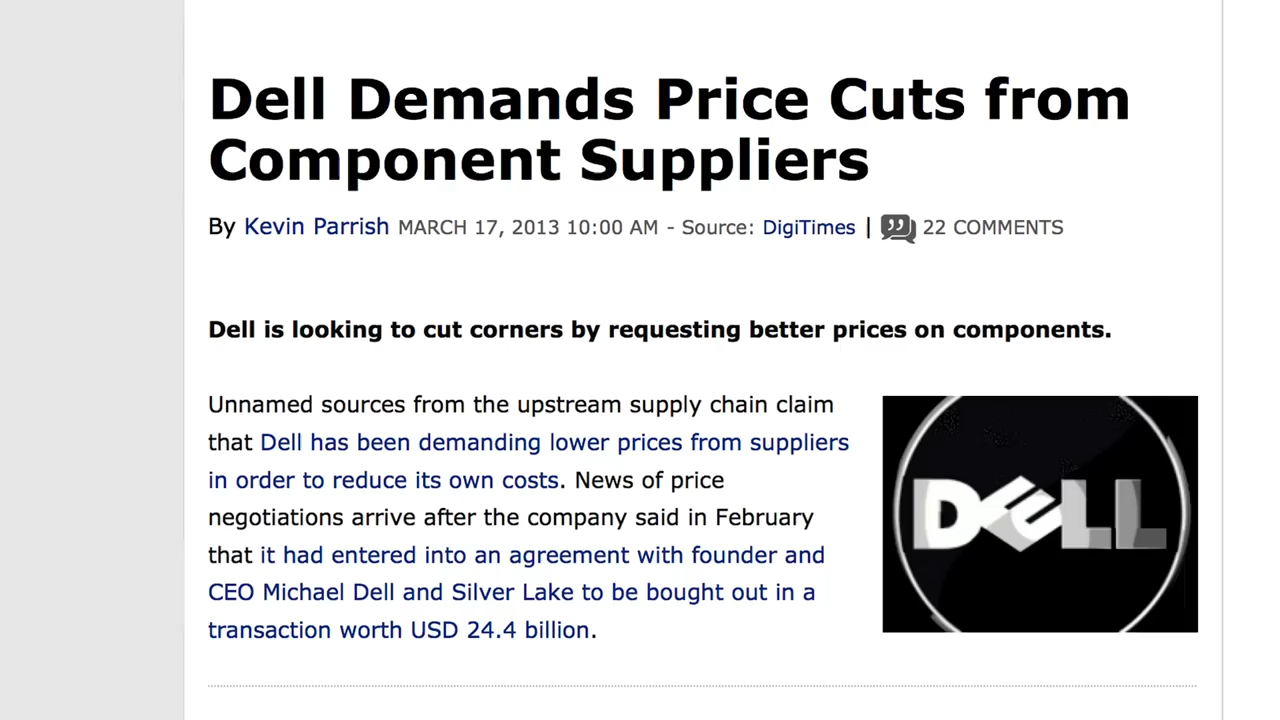 Dell Demands Price Cuts from
Component Suppliers
By Kevin Parrish MARCH 17, 2013 10:00 AM - Source: DigiTimes | 22 COMMENTS
Dell is looking to cut corners by requesting better prices on components.
Unnamed sources from the upstream supply chain claim
that Dell has been demanding lower prices from suppliers
in order to reduce its own costs. News of price
negotiations arrive after the company said in February
that it had entered into an agreement with founder and
CEO Michael Dell and Silver Lake to be bought out in a
transaction worth USD 24.4 billion.
DELL